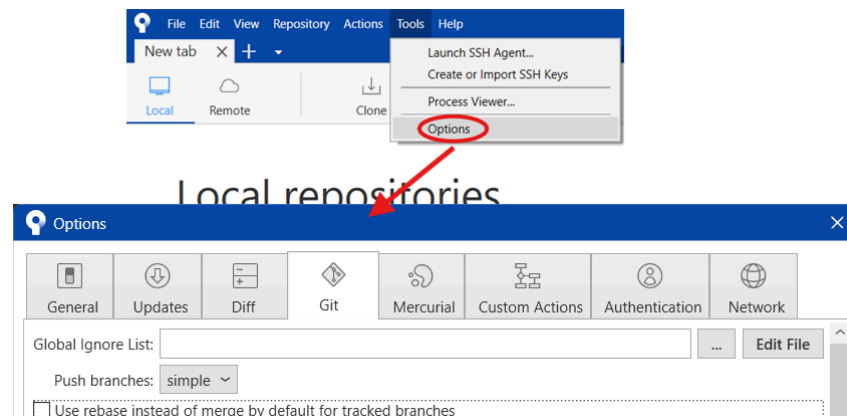 File Edit View Repository Actions Tools Help
New tab
Launch SSH Agent...
Create or Import SSH Keys
Local Remote Clone
Process Viewer...
Options
Local repositories
Options
General Updates Diff Git Mercurial Custom Actions Authentication Network
Global Ignore List: ... Edit File
Push branches: simple
Use rebase instead of merge by default for tracked branches